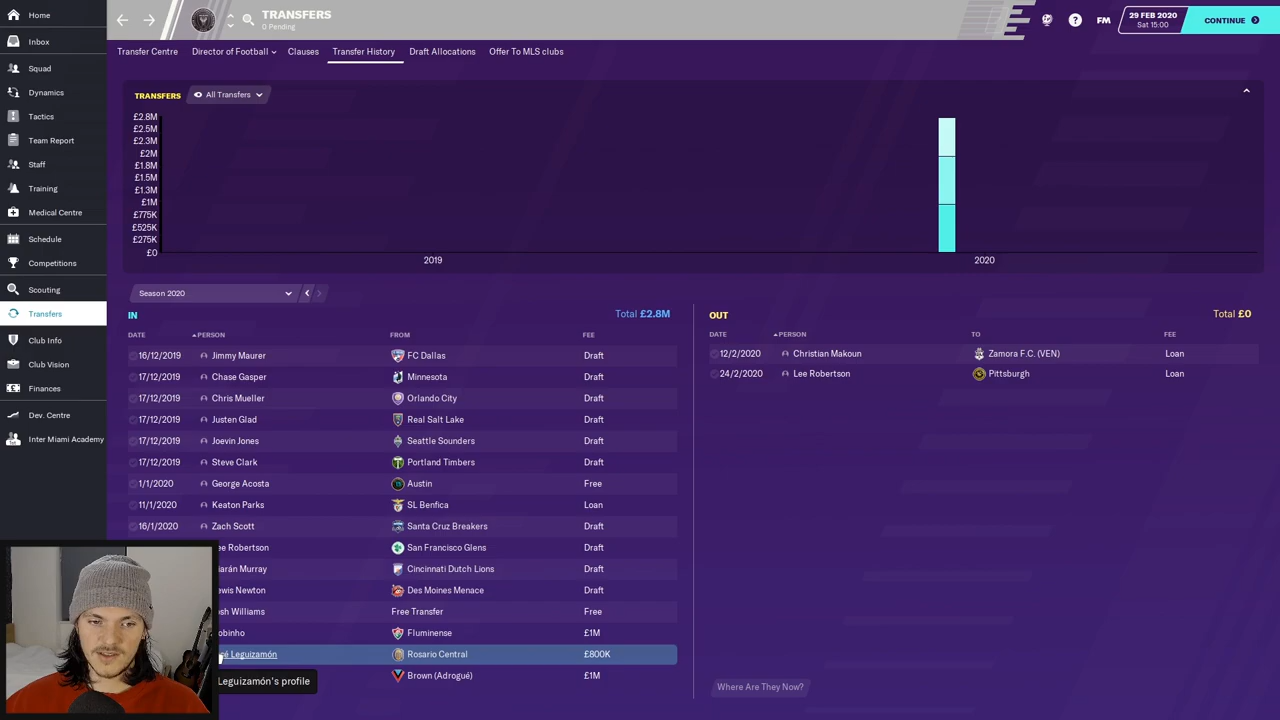 Home
Inbox
Squad
Dynamics
Tactics
Team Report
Staff
Training
Medical Centre
Schedule
Competitions
Scouting
Transfers
Club Info
Club Vision
Finances
Dev. Centre
Inter Miami Academy
TRANSFERS
0 Pending
FM
29 FEB 2020
Sat 15:00
CONTINUE
Transfer Centre
Director of Football
Clauses
Transfer History
Draft Allocations
Offer To MLS clubs
TRANSFERS
All Transfers
£2.8M
£2.5M
£2.3M
£2M
£1.8M
£1.5M
£1.3M
£1M
£775K
£525K
£275K
£0
2019
2020
Season 2020
IN
Total £2.8M
DATE PERSON FROM FEE
16/12/2019 Jimmy Maurer FC Dallas Draft
17/12/2019 Chase Gasper Minnesota Draft
17/12/2019 Chris Mueller Orlando City Draft
17/12/2019 Justen Glad Real Salt Lake Draft
17/12/2019 Joevin Jones Seattle Sounders Draft
17/12/2019 Steve Clark Portland Timbers Draft
1/1/2020 George Acosta Austin Free
11/1/2020 Keaton Parks SL Benfica Loan
16/1/2020 Zach Scott Santa Cruz Breakers Draft
Robertson San Francisco Glens Draft
Murray Cincinnati Dutch Lions Draft
Newton Des Moines Menace Draft
Williams Free Transfer Free
Fluminense £1M
Leguizamón Rosario Central £800K
Brown (Adrogué) £1M
Leguizamón's profile
OUT
Total £0
DATE PERSON TO FEE
12/2/2020 Christian Makoun Zamora F.C. (VEN) Loan
24/2/2020 Lee Robertson Pittsburgh Loan
Where Are They Now?